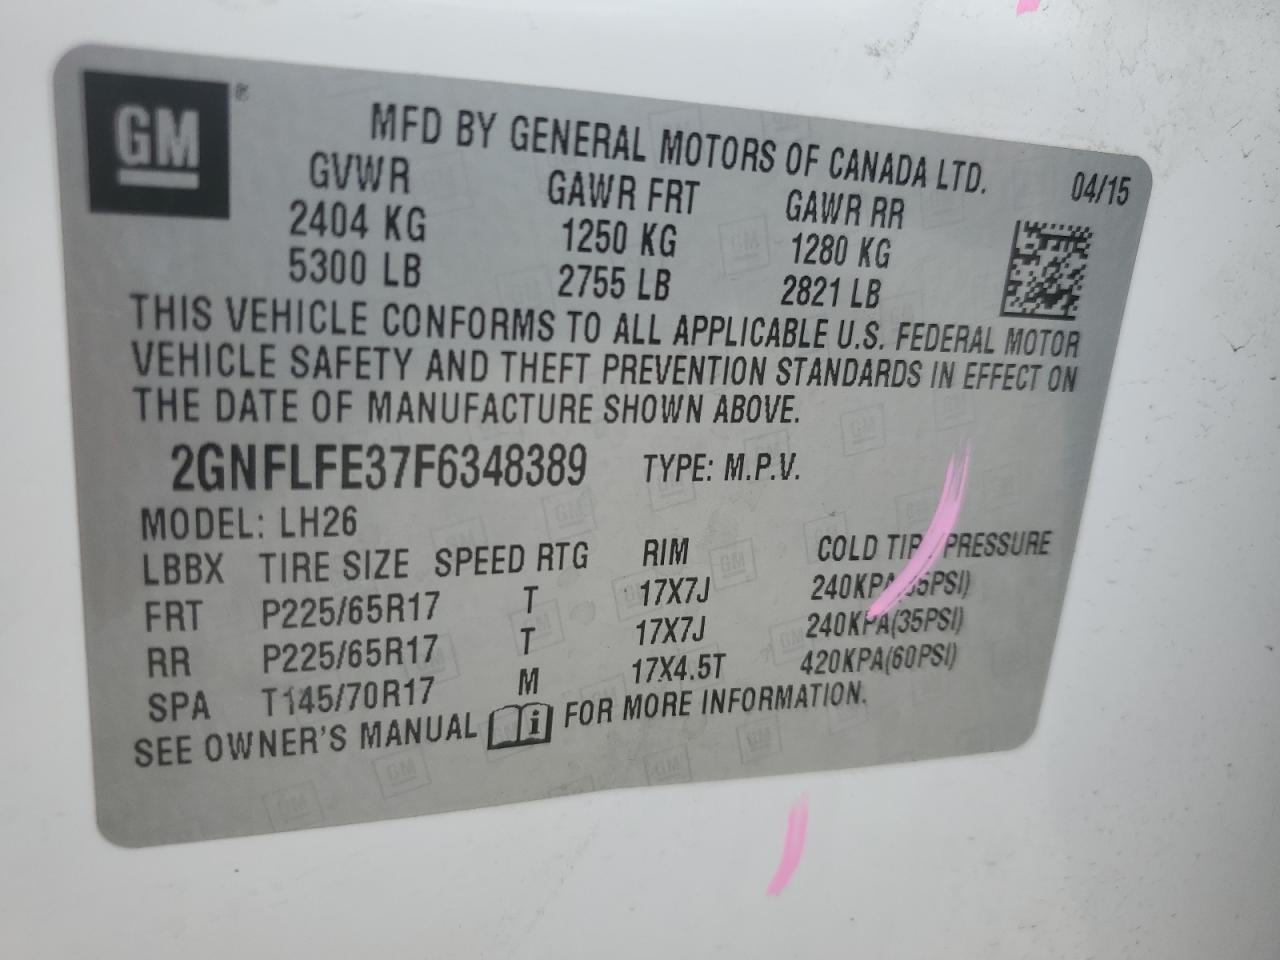 GM ®
MFD BY GENERAL MOTORS OF CANADA LTD. 04/15
GVWR GAWR FRT GAWR RR
2404 KG 1250 KG 1280 KG
5300 LB 2755 LB 2821 LB
THIS VEHICLE CONFORMS TO ALL APPLICABLE U.S. FEDERAL MOTOR
VEHICLE SAFETY AND THEFT PREVENTION STANDARDS IN EFFECT ON
THE DATE OF MANUFACTURE SHOWN ABOVE.
2GNFLFE37F6348389 TYPE: M.P.V.
MODEL: LH26
LBBX TIRE SIZE SPEED RTG RIM COLD TIRE PRESSURE
FRT P225/65R17 T 17X7J 240KPA(35PSI)
RR P225/65R17 T 17X7J 240KPA(35PSI)
SPA T145/70R17 M 17X4.5T 420KPA(60PSI)
SEE OWNER'S MANUAL i FOR MORE INFORMATION.